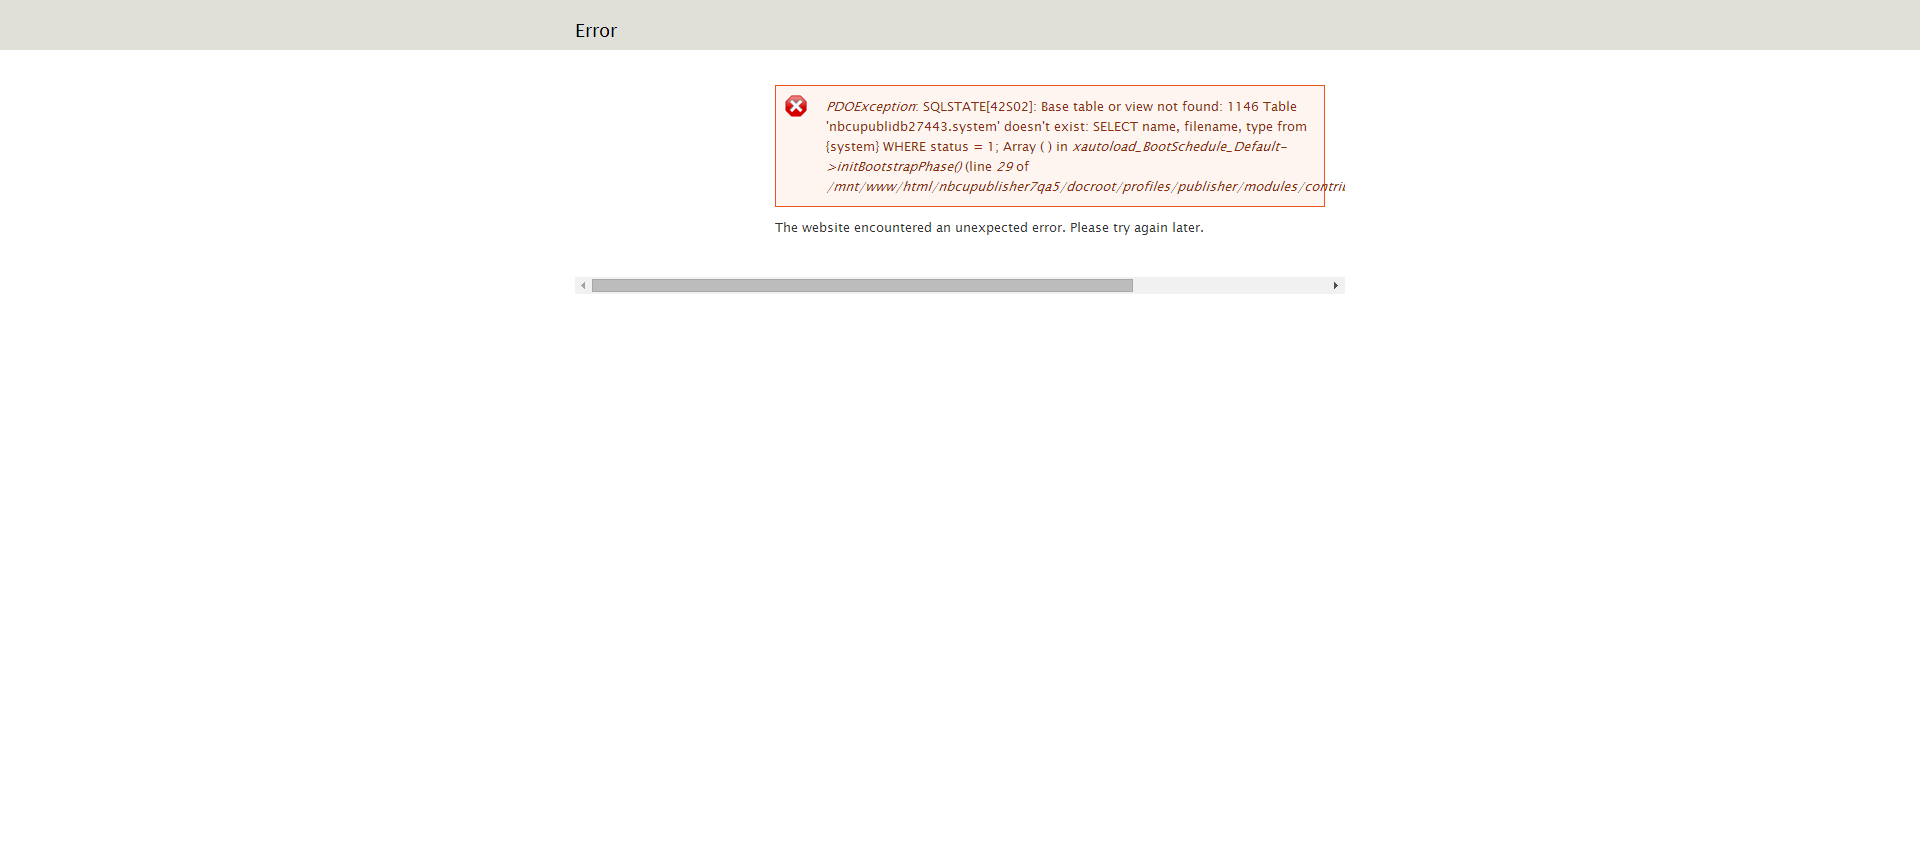 Error
PDOException: SQLSTATE[42S02]: Base table or view not found: 1146 Table
'nbcupublidb27443.system' doesn't exist: SELECT name, filename, type from
{system} WHERE status = 1; Array ( ) in xautoload_BootSchedule_Default-
>initBootstrapPhase() (line 29 of
/mnt/www/html/nbcupublisher7qa5/docroot/profiles/publisher/modules/contrib
The website encountered an unexpected error. Please try again later.